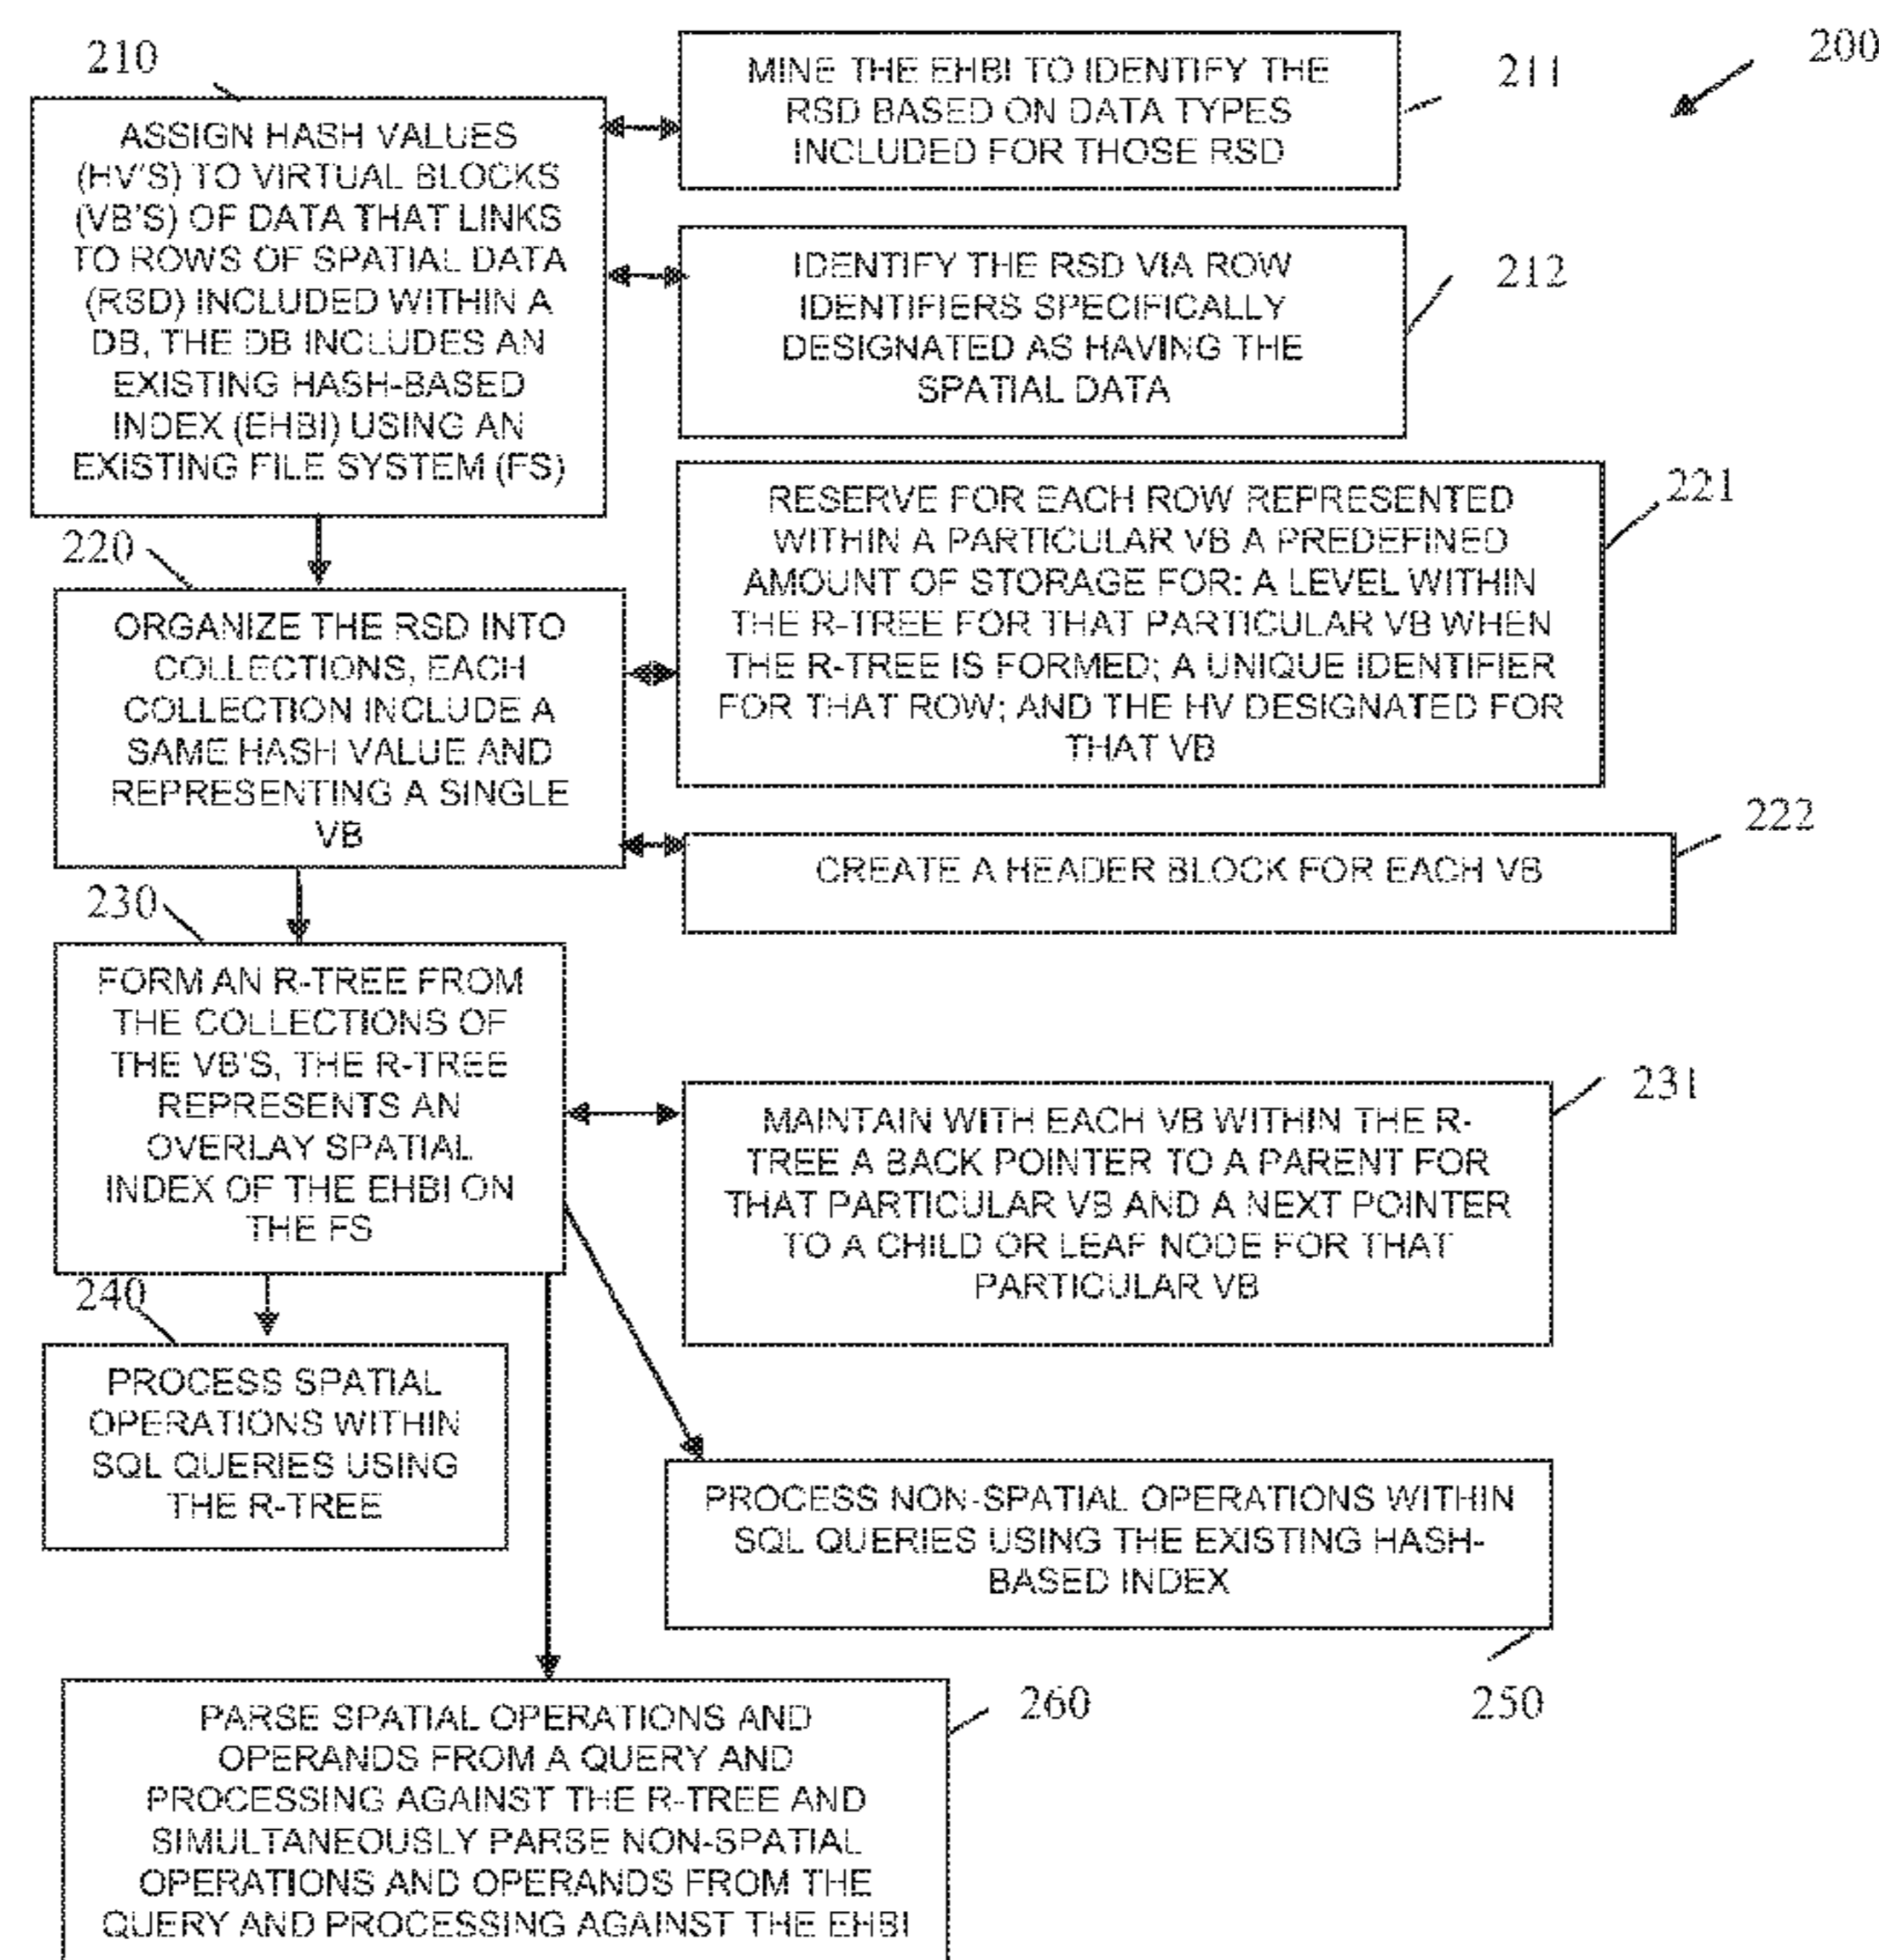 200
210
ASSIGN HASH VALUES
(HV'S) TO VIRTUAL BLOCKS
(VB'S) OF DATA THAT LINKS
TO ROWS OF SPATIAL DATA
(RSD) INCLUDED WITHIN A
DB, THE DB INCLUDES AN
EXISTING HASH-BASED
INDEX (EHBI) USING AN
EXISTING FILE SYSTEM (FS)
MINE THE EHBI TO IDENTIFY THE
RSD BASED ON DATA TYPES
INCLUDED FOR THOSE RSD
211
IDENTIFY THE RSD VIA ROW
IDENTIFIERS SPECIFICALLY
DESIGNATED AS HAVING THE
SPATIAL DATA
212
220
ORGANIZE THE RSD INTO
COLLECTIONS, EACH
COLLECTION INCLUDE A
SAME HASH VALUE AND
REPRESENTING A SINGLE
VB
RESERVE FOR EACH ROW REPRESENTED
WITHIN A PARTICULAR VB A PREDEFINED
AMOUNT OF STORAGE FOR: A LEVEL WITHIN
THE R-TREE FOR THAT PARTICULAR VB WHEN
THE R-TREE IS FORMED; A UNIQUE IDENTIFIER
FOR THAT ROW; AND THE HV DESIGNATED FOR
THAT VB
221
CREATE A HEADER BLOCK FOR EACH VB
222
230
FORM AN R-TREE FROM
THE COLLECTIONS OF
THE VB'S, THE R-TREE
REPRESENTS AN
OVERLAY SPATIAL
INDEX OF THE EHBI ON
THE FS
MAINTAIN WITH EACH VB WITHIN THE R-
TREE A BACK POINTER TO A PARENT FOR
THAT PARTICULAR VB AND A NEXT POINTER
TO A CHILD OR LEAF NODE FOR THAT
PARTICULAR VB
231
240
PROCESS SPATIAL
OPERATIONS WITHIN
SQL QUERIES USING
THE R-TREE
PROCESS NON-SPATIAL OPERATIONS WITHIN
SQL QUERIES USING THE EXISTING HASH-
BASED INDEX
250
PARSE SPATIAL OPERATIONS AND
OPERANDS FROM A QUERY AND
PROCESSING AGAINST THE R-TREE AND
SIMULTANEOUSLY PARSE NON-SPATIAL
OPERATIONS AND OPERANDS FROM THE
QUERY AND PROCESSING AGAINST THE EHBI
260